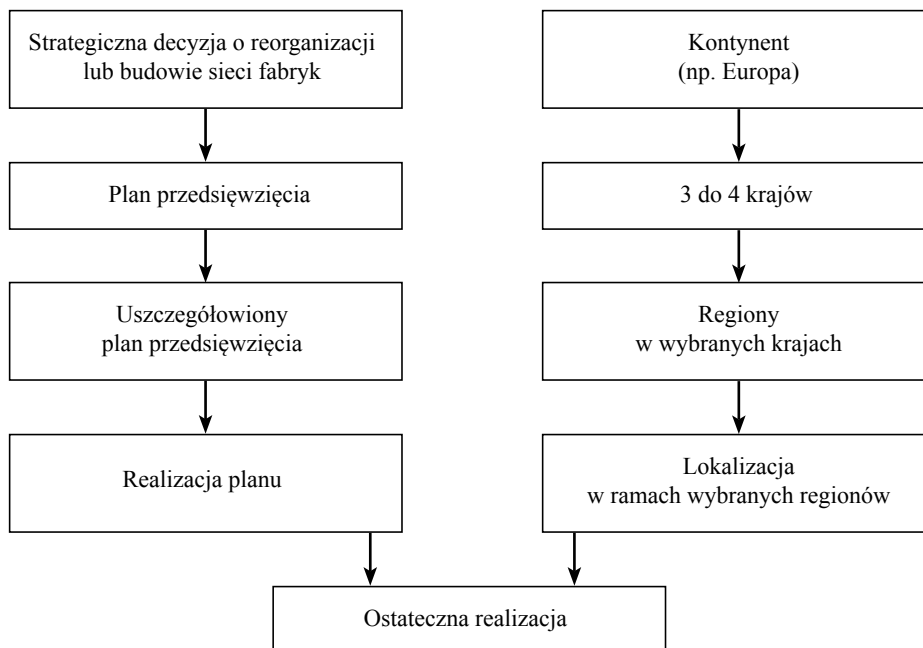 Strategiczna decyzja o reorganizacji
lub budowie sieci fabryk
Kontynent
(np. Europa)
Plan przedsięwzięcia
3 do 4 krajów
Uszczegółowiony
plan przedsięwzięcia
Regiony
w wybranych krajach
Realizacja planu
Lokalizacja
w ramach wybranych regionów
Ostateczna realizacja